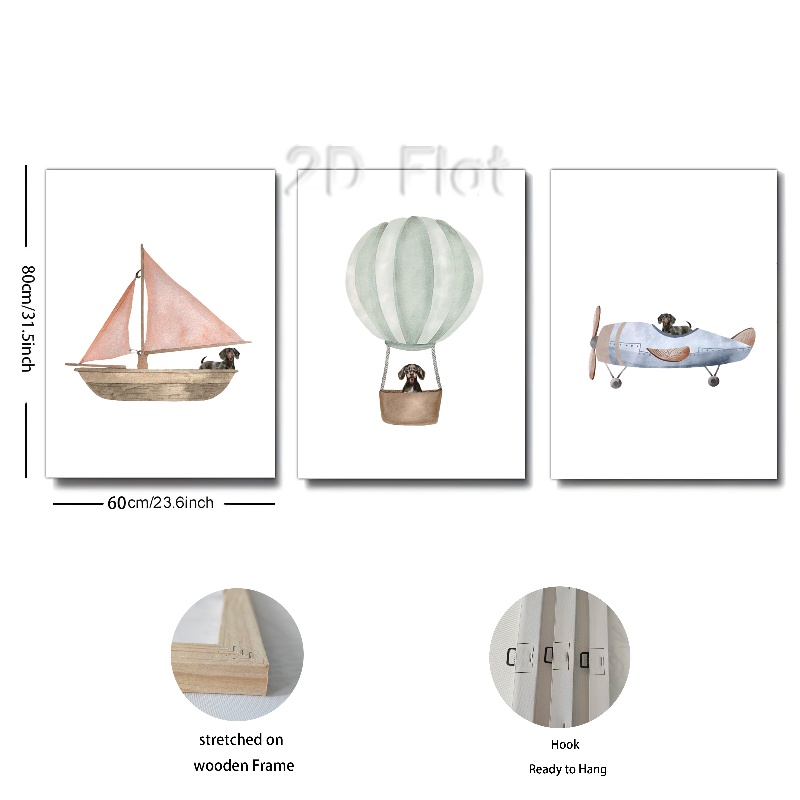 2D Flat
80cm/31.5inch
60cm/23.6inch
stretched on
wooden Frame
Hook
Ready to Hang